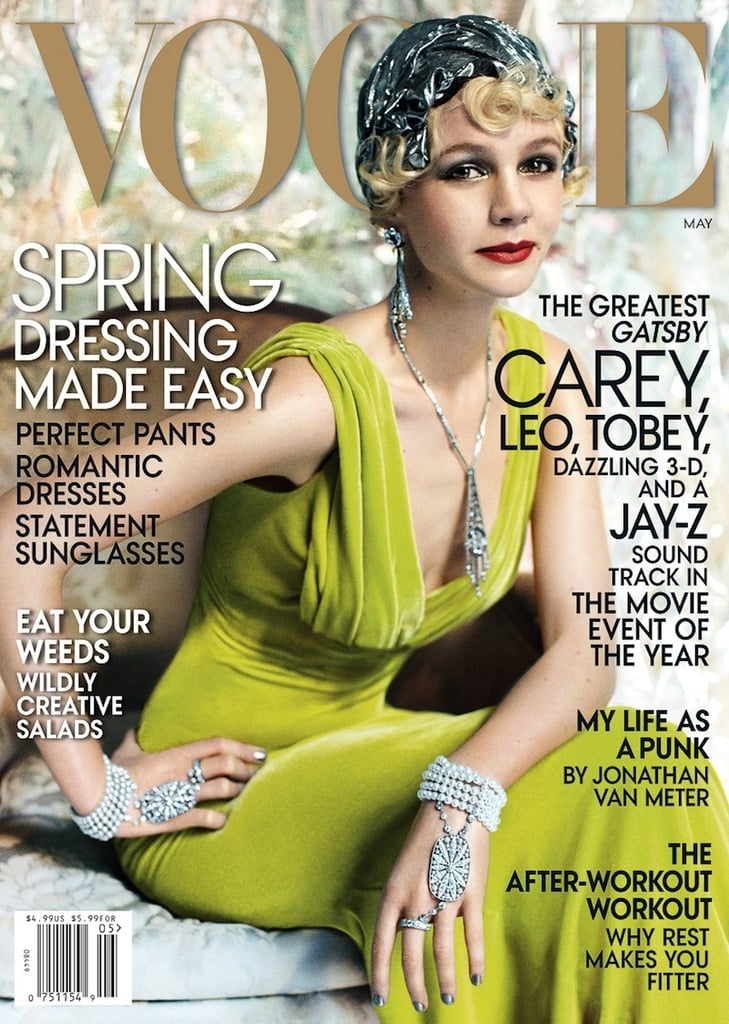 VOGUE
MAY
SPRING
DRESSING
MADE EASY
PERFECT PANTS
ROMANTIC
DRESSES
STATEMENT
SUNGLASSES
EAT YOUR
WEEDS
WILDLY
CREATIVE
SALADS
THE GREATEST
GATSBY
CAREY,
LEO, TOBEY,
DAZZLING 3-D,
AND A
JAY-Z
SOUND
TRACK IN
THE MOVIE
EVENT OF
THE YEAR
MY LIFE AS
A PUNK
BY JONATHAN
VAN METER
THE
AFTER-WORKOUT
WORKOUT
WHY REST
MAKES YOU
FITTER
$4.99US $5.99FOR
05>
08449
0 751154 9